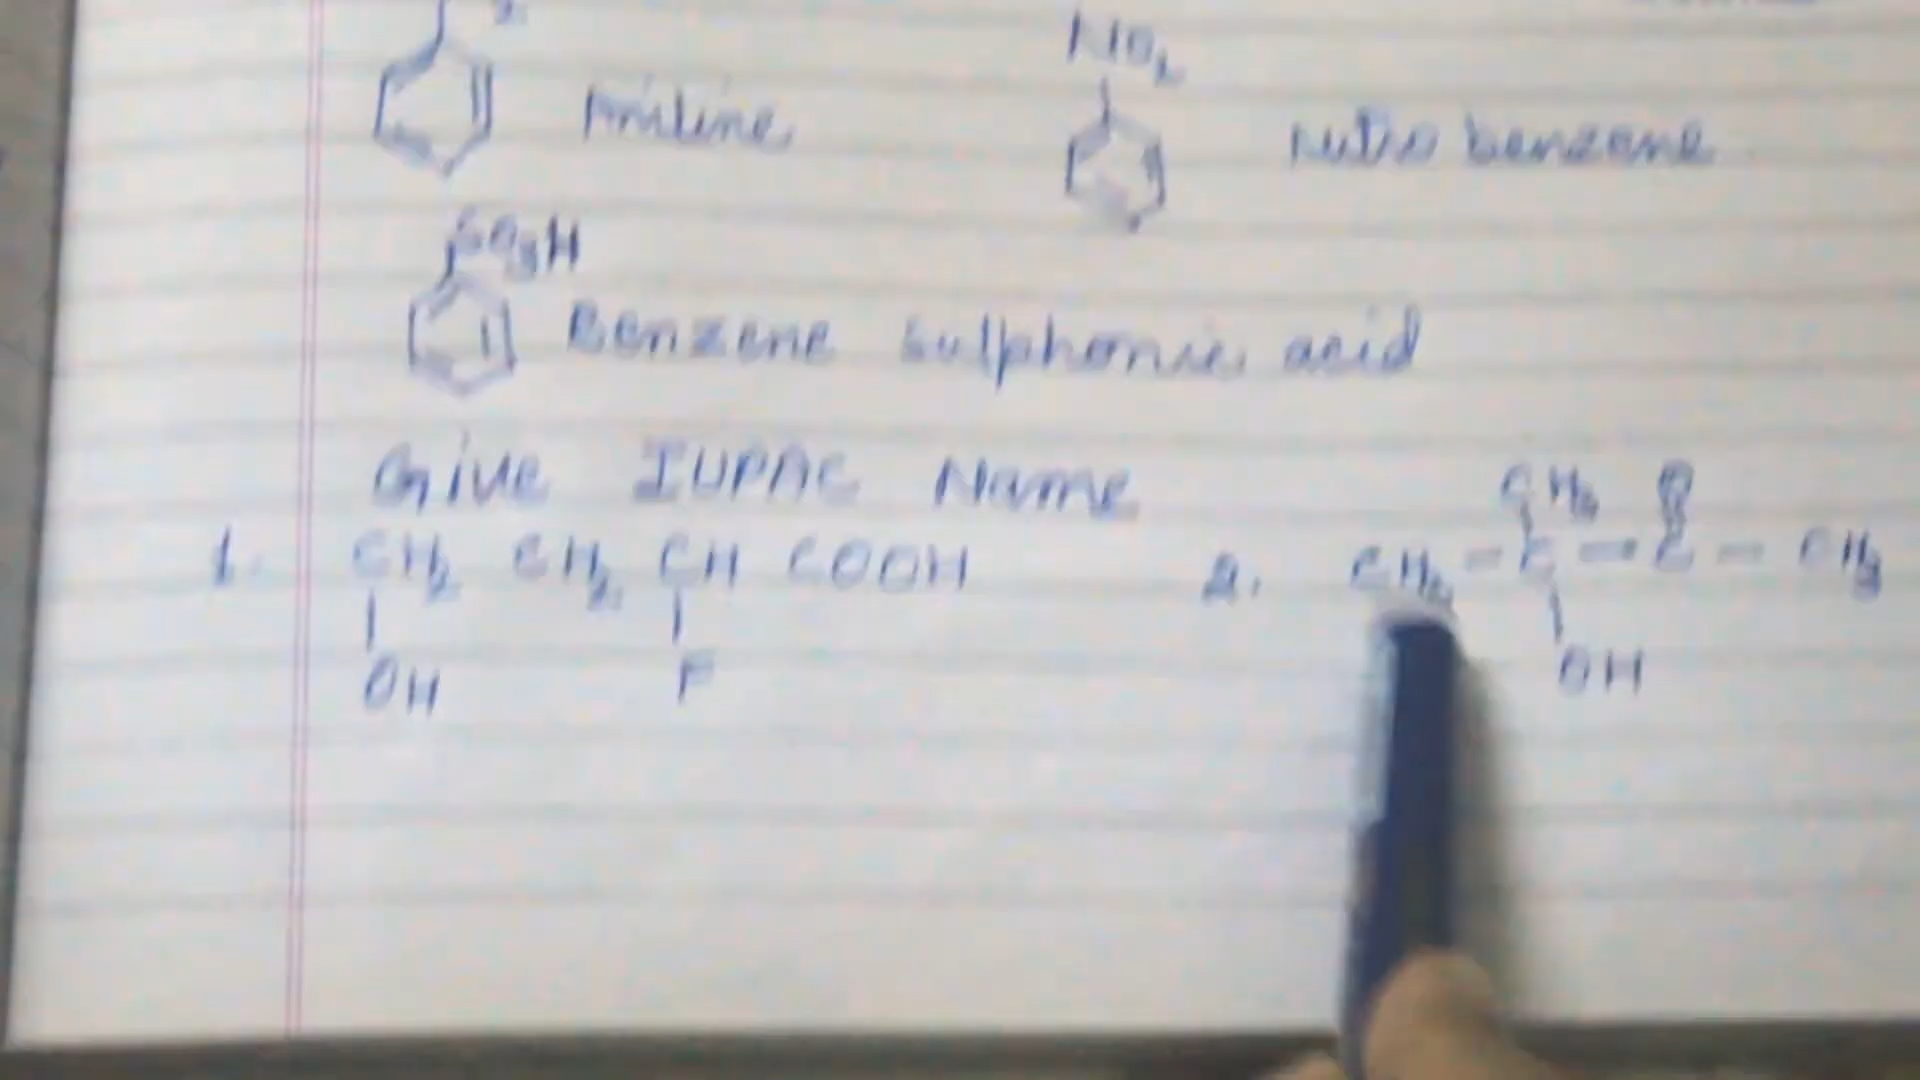 NO2
Aniline
Nitro benzene
SO3H
Benzene Sulphonic acid
Give IUPAC Name
1. CH2 CH2 CH COOH
OH F
CH3 O
2. CH3 - C - C - CH3
OH